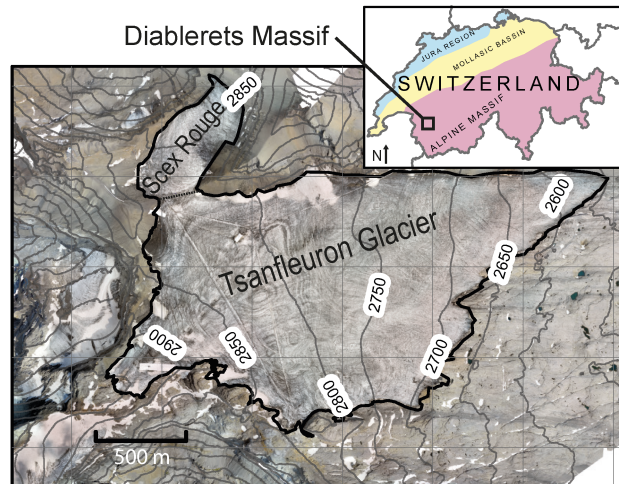 Diablerets Massif
JURA REGION
MOLLASIC BASSIN
SWITZERLAND
ALPINE MASSIF
N
2850
Scex Rouge
2600
Tsanfleuron Glacier
2650
2750
2900
2850
2700
2800
500 m